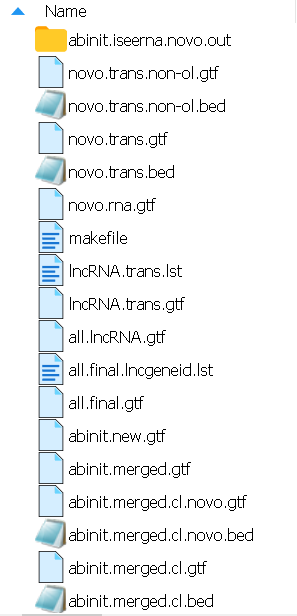 Name
abinit.iseerna.novo.out
novo.trans.non-ol.gtf
novo.trans.non-ol.bed
novo.trans.gtf
novo.trans.bed
novo.rna.gtf
makefile
lncRNA.trans.lst
lncRNA.trans.gtf
all.lncRNA.gtf
all.final.lncgeneid.lst
all.final.gtf
abinit.new.gtf
abinit.merged.gtf
abinit.merged.cl.novo.gtf
abinit.merged.cl.novo.bed
abinit.merged.cl.gtf
abinit.merged.cl.bed